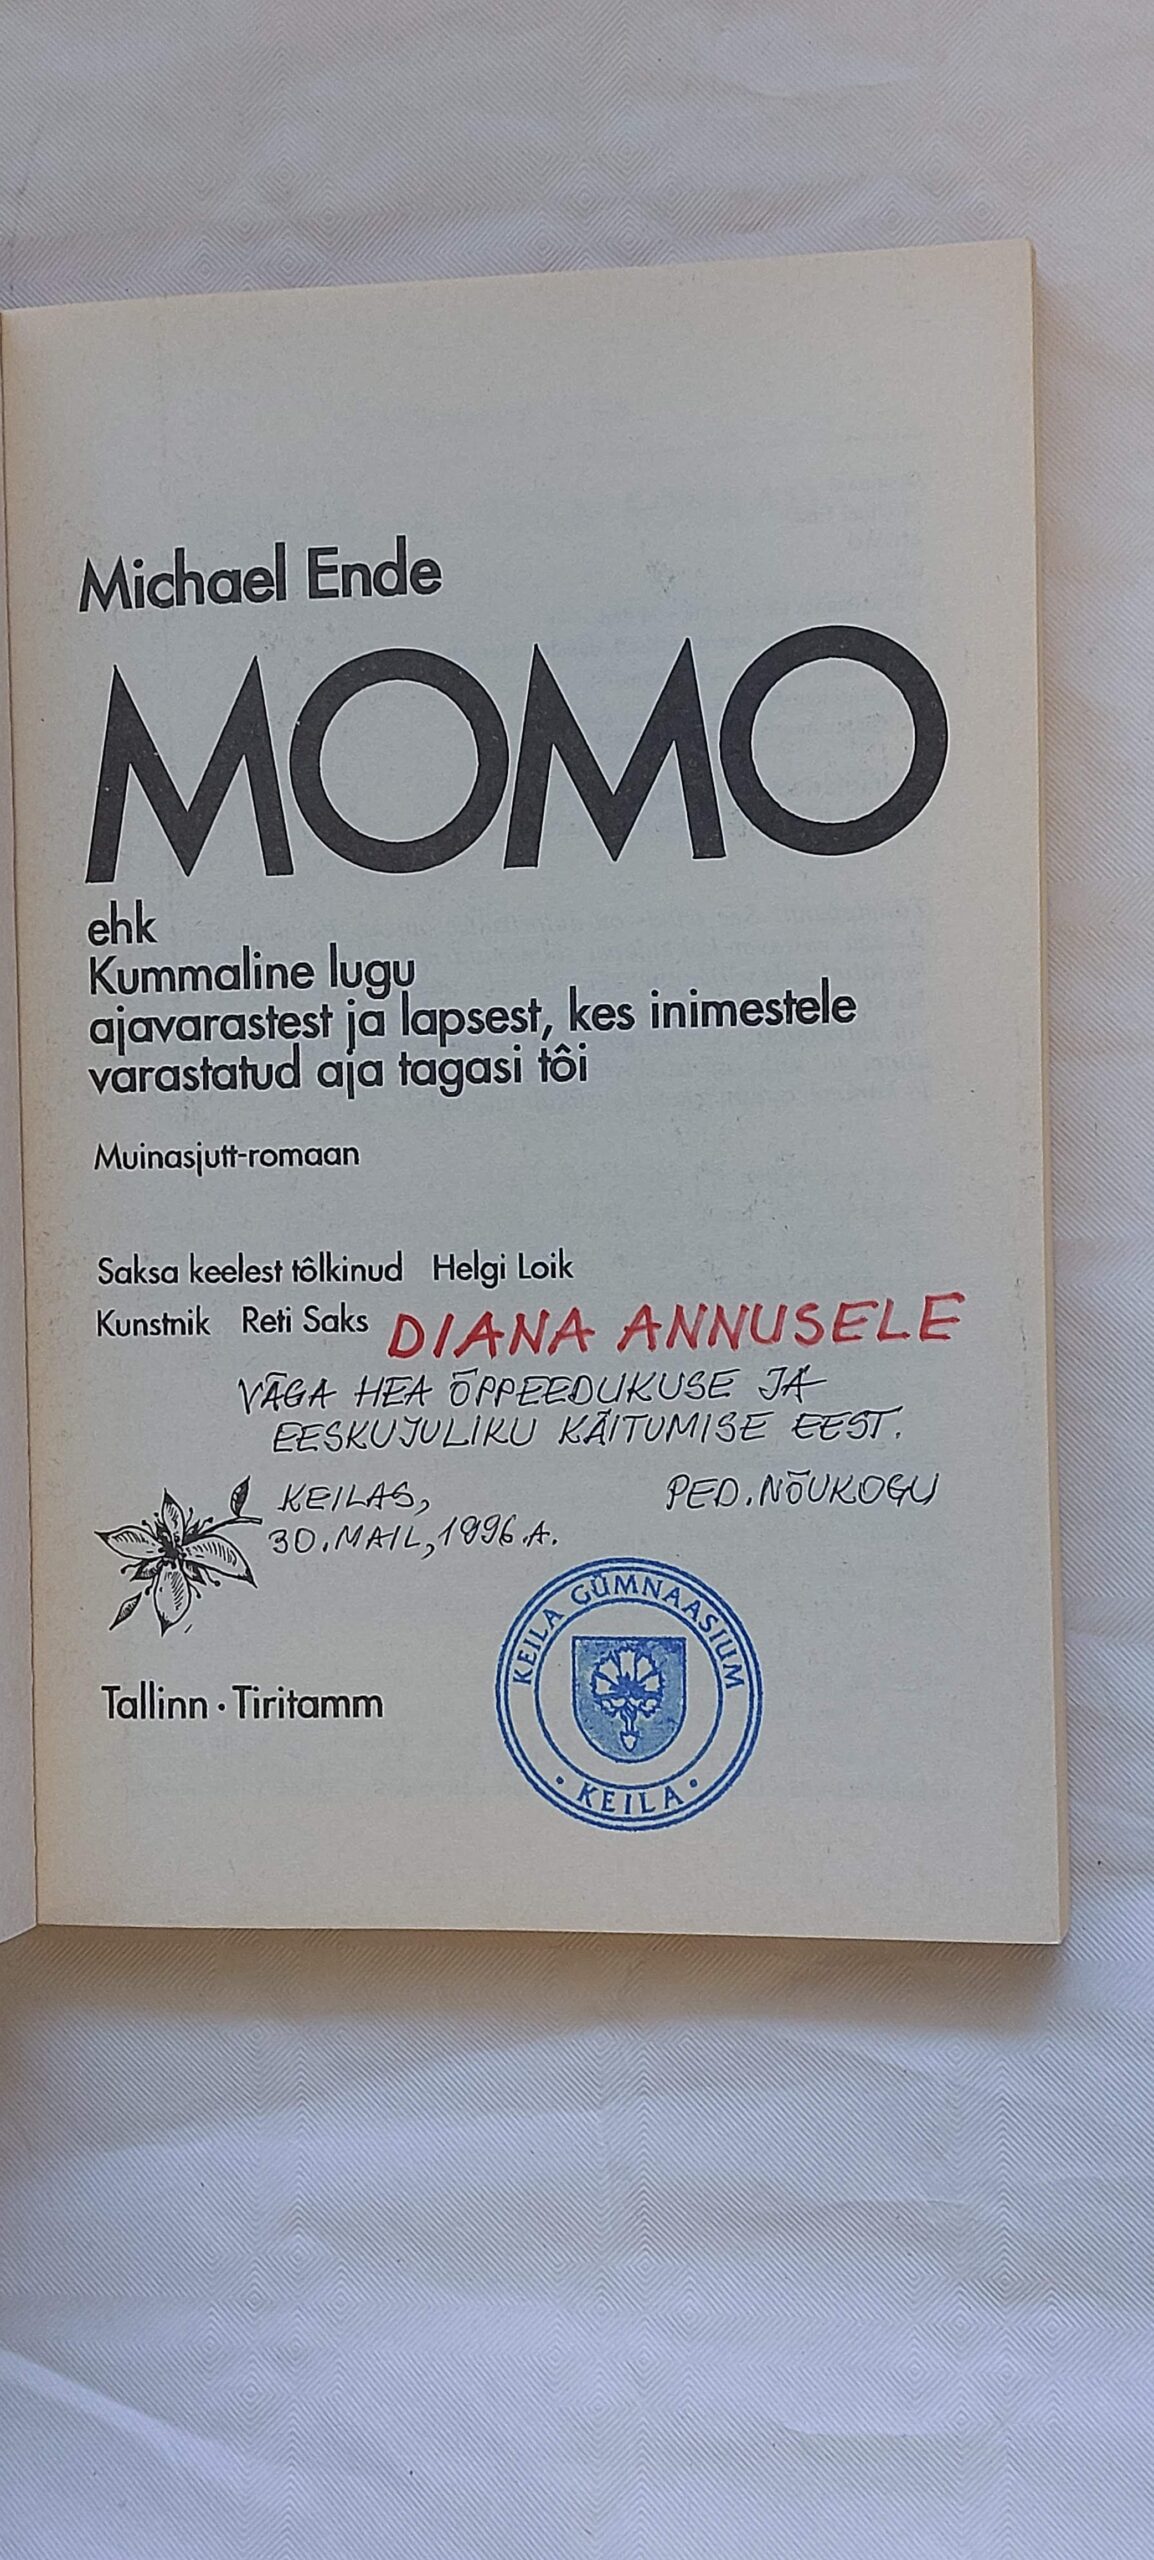 Michael Ende
MOMO
ehk
Kummaline lugu
ajavarastest ja lapsest, kes inimestele
varastatud aja tagasi tôi
Muinasjutt-romaan
Saksa keelest tôlkinud Helgi Loik
Kunstnik Reti Saks
DIANA ANNUSELE
VÄGA HEA ÕPPEEDUKUSE JA
EESKUJULIKU KÄITUMISE EEST.
KEILAS,
30. MAIL, 1996. A.
PED. NÕUKOGU
Tallinn · Tiritamm
KEILA GÜMNAASIUM
· KEILA ·